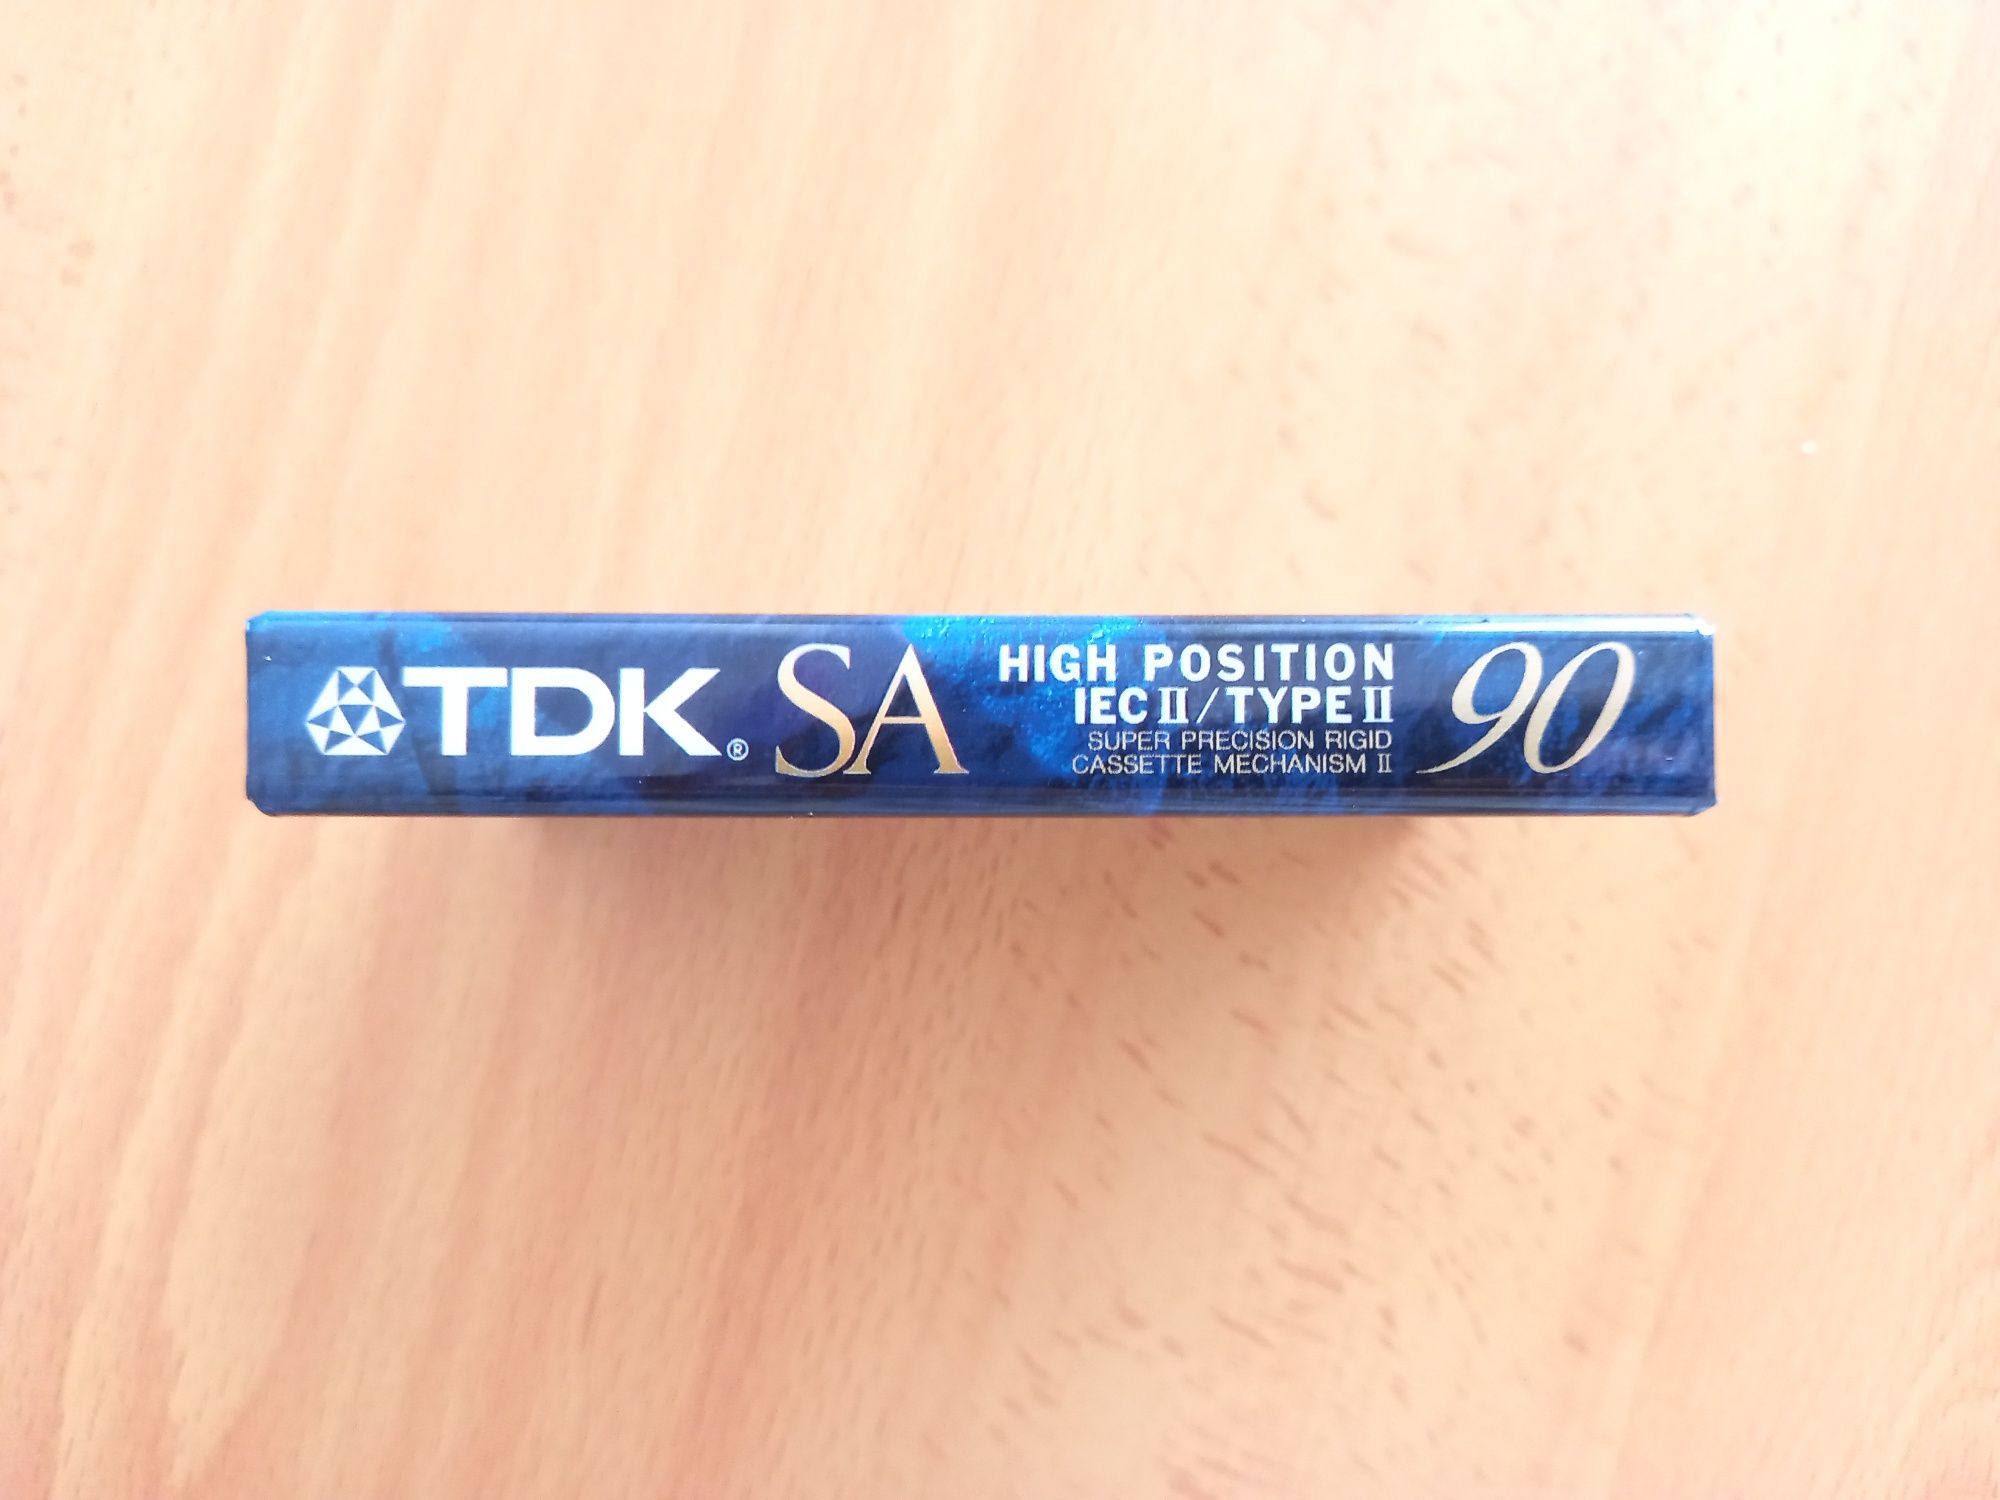 TDK® SA
HIGH POSITION
IEC II/TYPE II
SUPER PRECISION RIGID
CASSETTE MECHANISM II
90